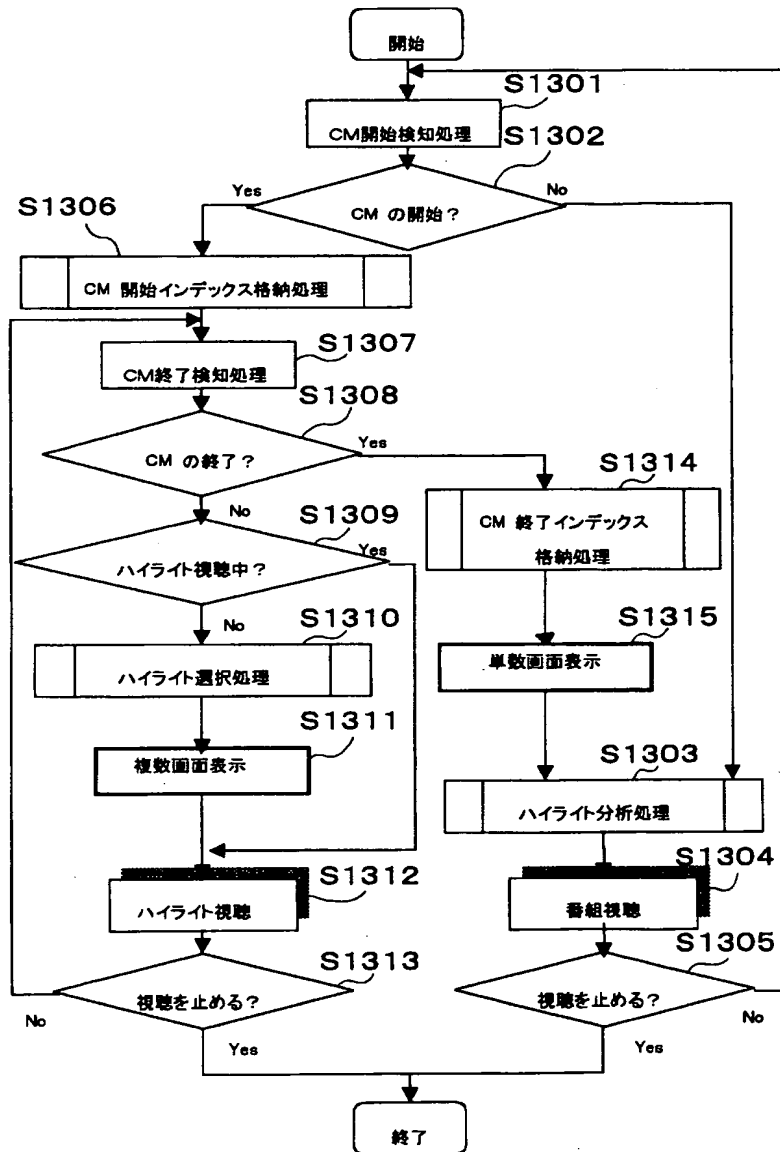 開始
S1301
CM開始検知処理
S1302
Yes
No
CM の開始?
S1306
CM 開始インデックス格納処理
S1307
CM終了検知処理
S1308
Yes
CM の終了?
S1314
No
CM 終了インデックス
格納処理
S1309
Yes
ハイライト視聴中?
No
S1310
ハイライト選択処理
S1315
単数画面表示
S1311
複数画面表示
S1303
ハイライト分析処理
S1312
ハイライト視聴
S1304
番組視聴
S1313
視聴を止める?
No
Yes
S1305
視聴を止める?
No
Yes
終了